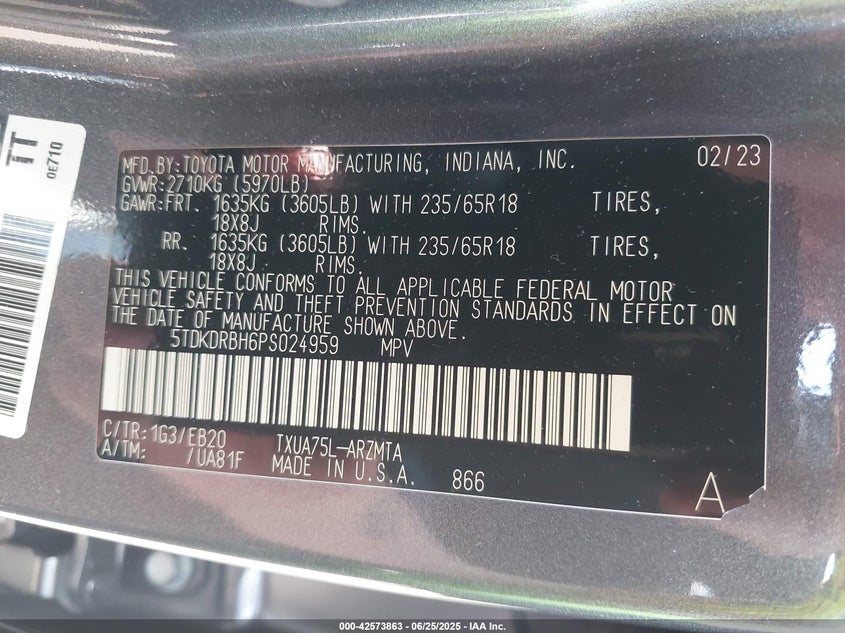 TT
0E710
MFD.BY:TOYOTA MOTOR MANUFACTURING, INDIANA, INC. 02/23
GVWR:2710KG (5970LB)
GAWR:FRT. 1635KG (3605LB) WITH 235/65R18 TIRES,
18X8J RIMS.
RR. 1635KG (3605LB) WITH 235/65R18 TIRES,
18X8J RIMS.
THIS VEHICLE CONFORMS TO ALL APPLICABLE FEDERAL MOTOR
VEHICLE SAFETY AND THEFT PREVENTION STANDARDS IN EFFECT ON
THE DATE OF MANUFACTURE SHOWN ABOVE.
5TDKDRBH6PS024959 MPV
C/TR:1G3/EB20 TXUA75L-ARZMTA
A/TM: /UA81F MADE IN U.S.A. 866
A
000-42573863 - 06/25/2025 - IAA Inc.